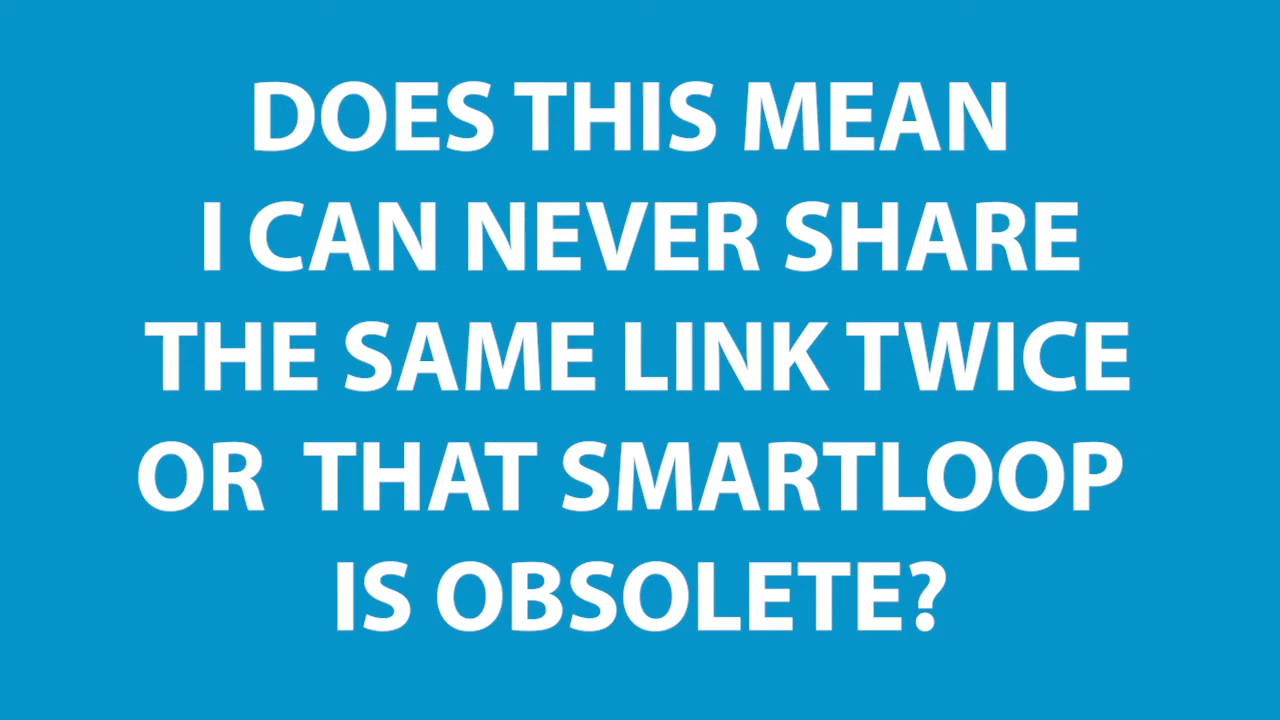 DOES THIS MEAN
I CAN NEVER SHARE
THE SAME LINK TWICE
OR THAT SMARTLOOP
IS OBSOLETE?